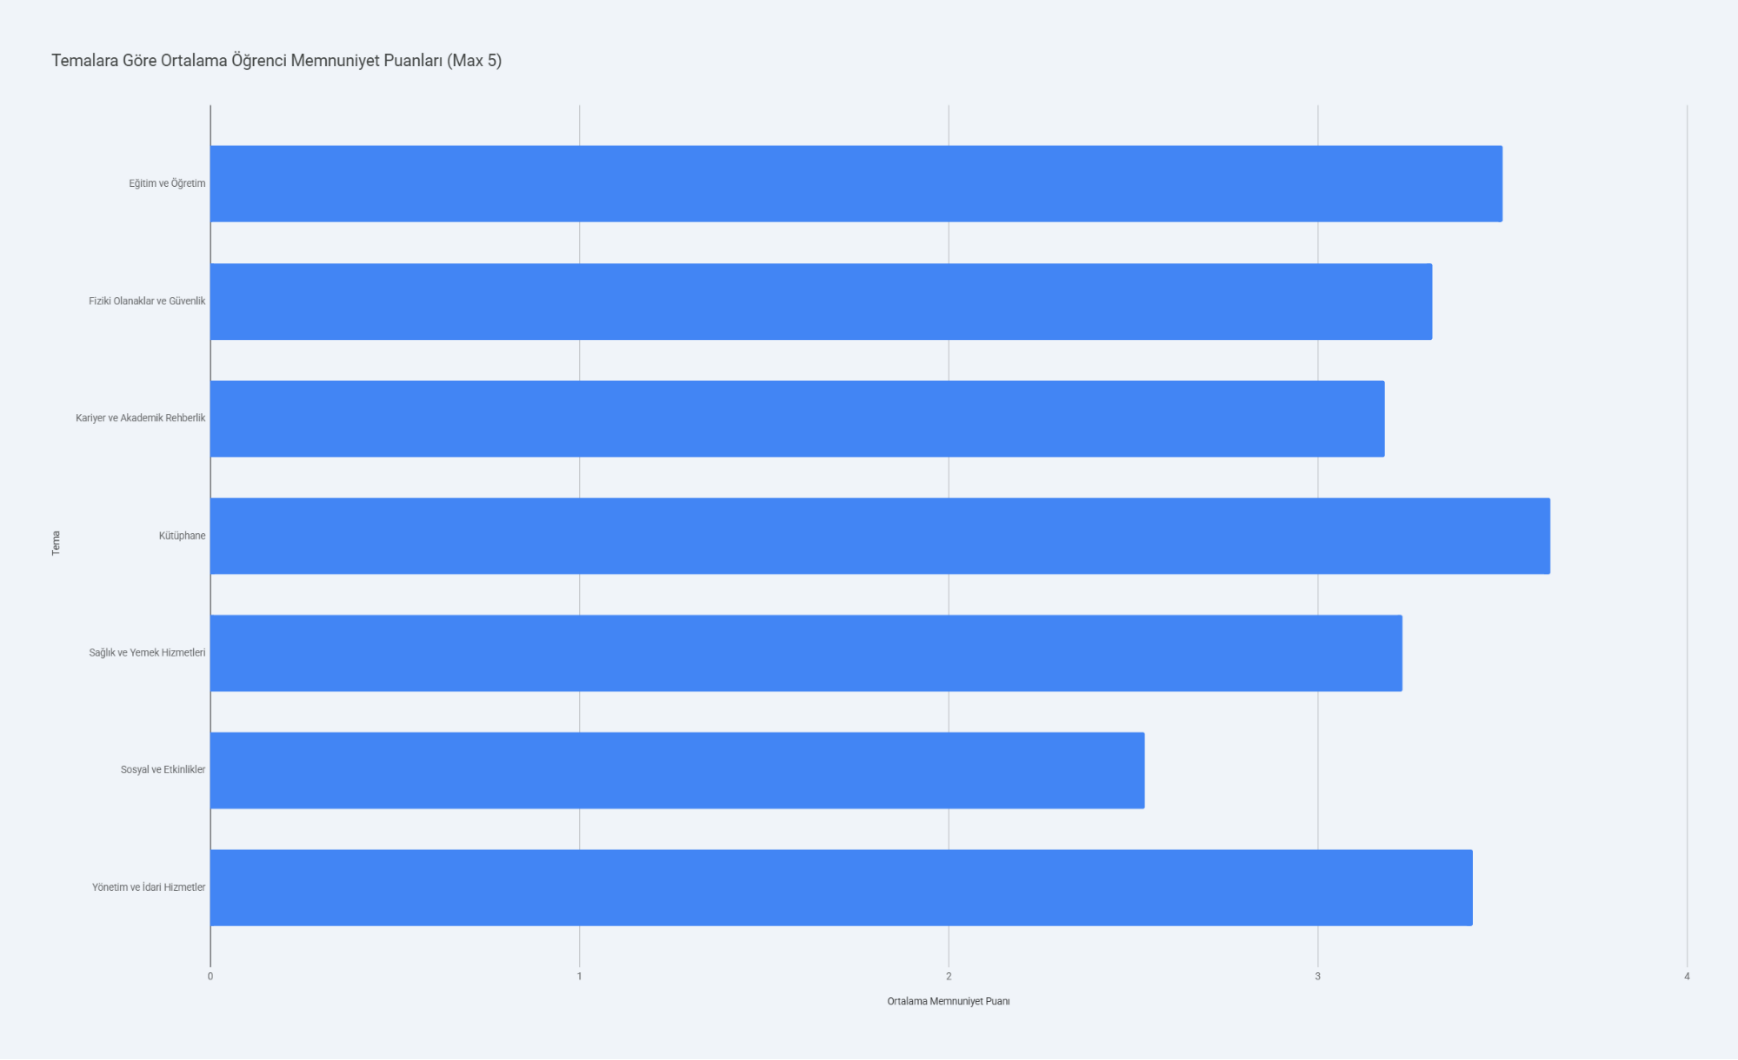 Temalara Göre Ortalama Öğrenci Memnuniyet Puanları (Max 5)
Eğitim ve Öğretim
Fiziki Olanaklar ve Güvenlik
Kariyer ve Akademik Rehberlik
Kütüphane
Tema
Sağlık ve Yemek Hizmetleri
Sosyal ve Etkinlikler
Yönetim ve İdari Hizmetler
0 1 2 3 4
Ortalama Memnuniyet Puanı